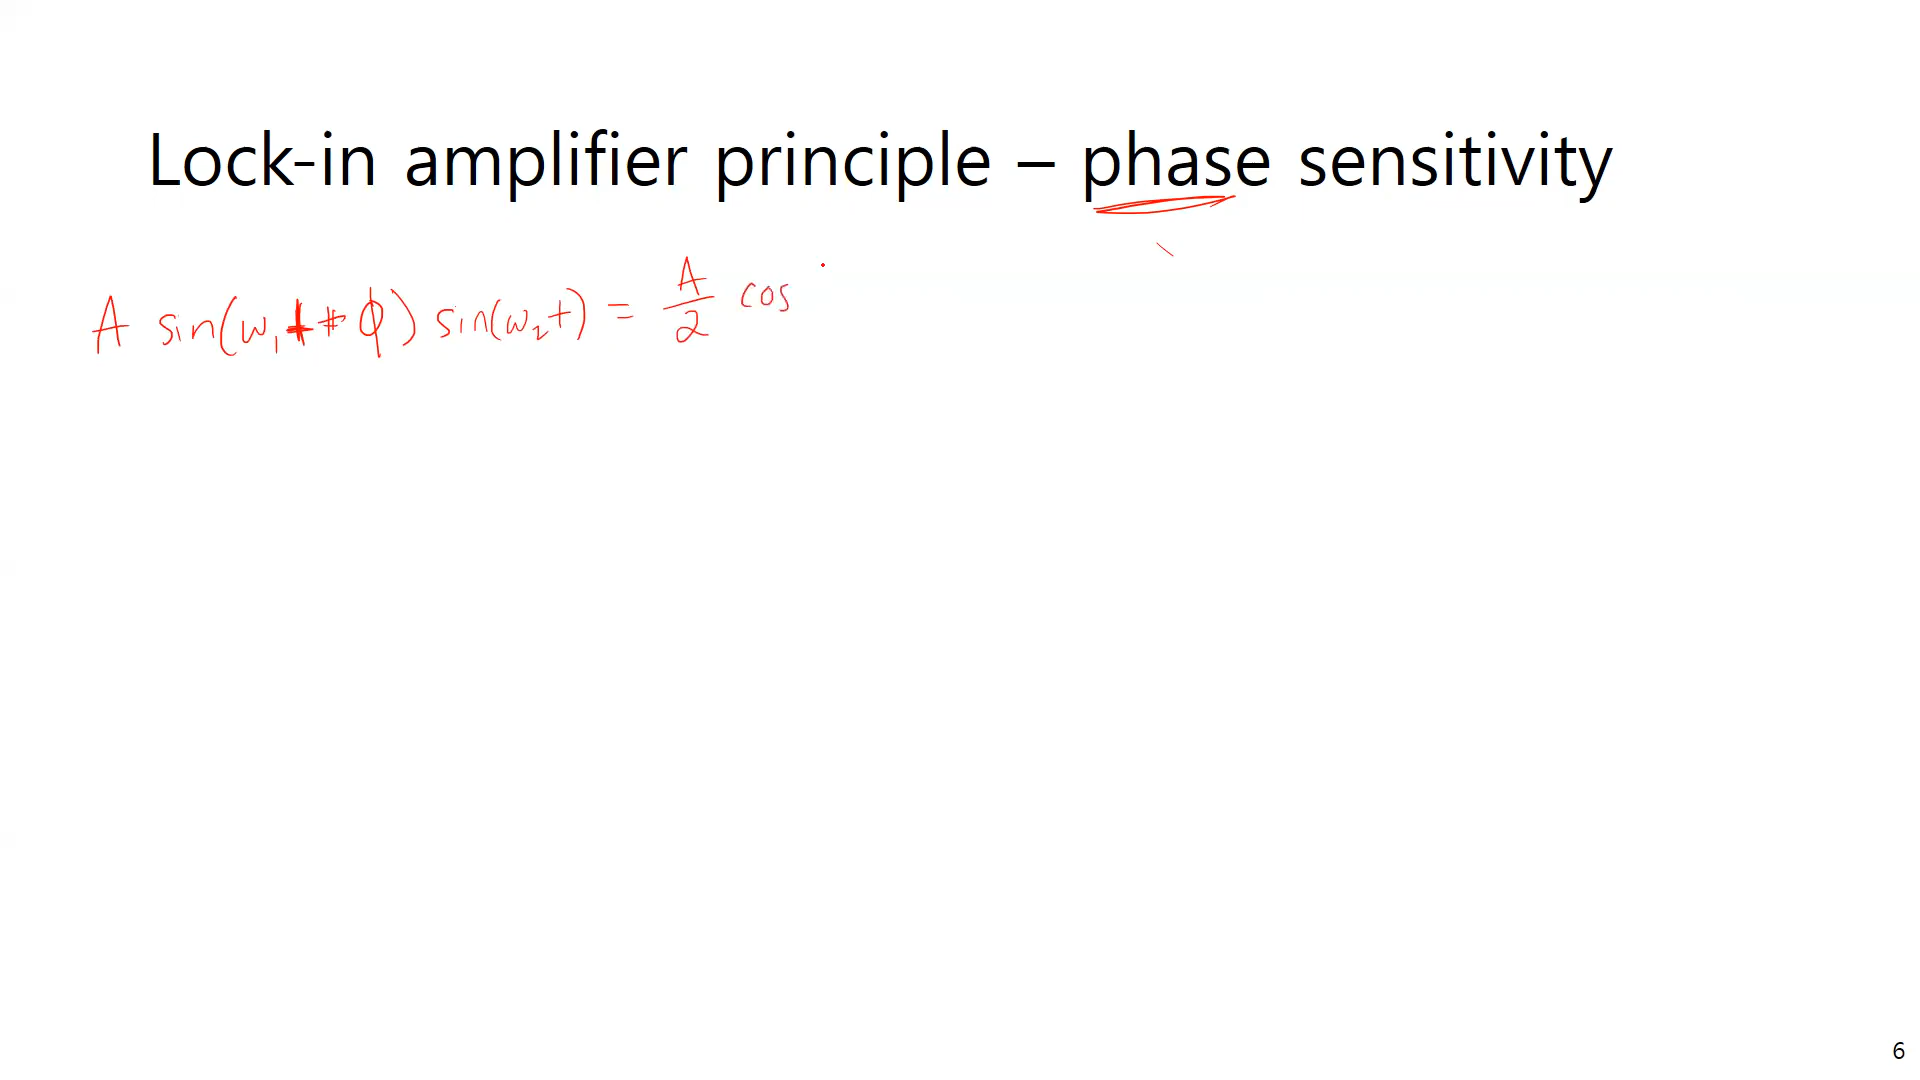 Lock-in amplifier principle – phase sensitivity
A sin(ω₁t + ϕ) sin(ω₂t) = A/2 cos
6